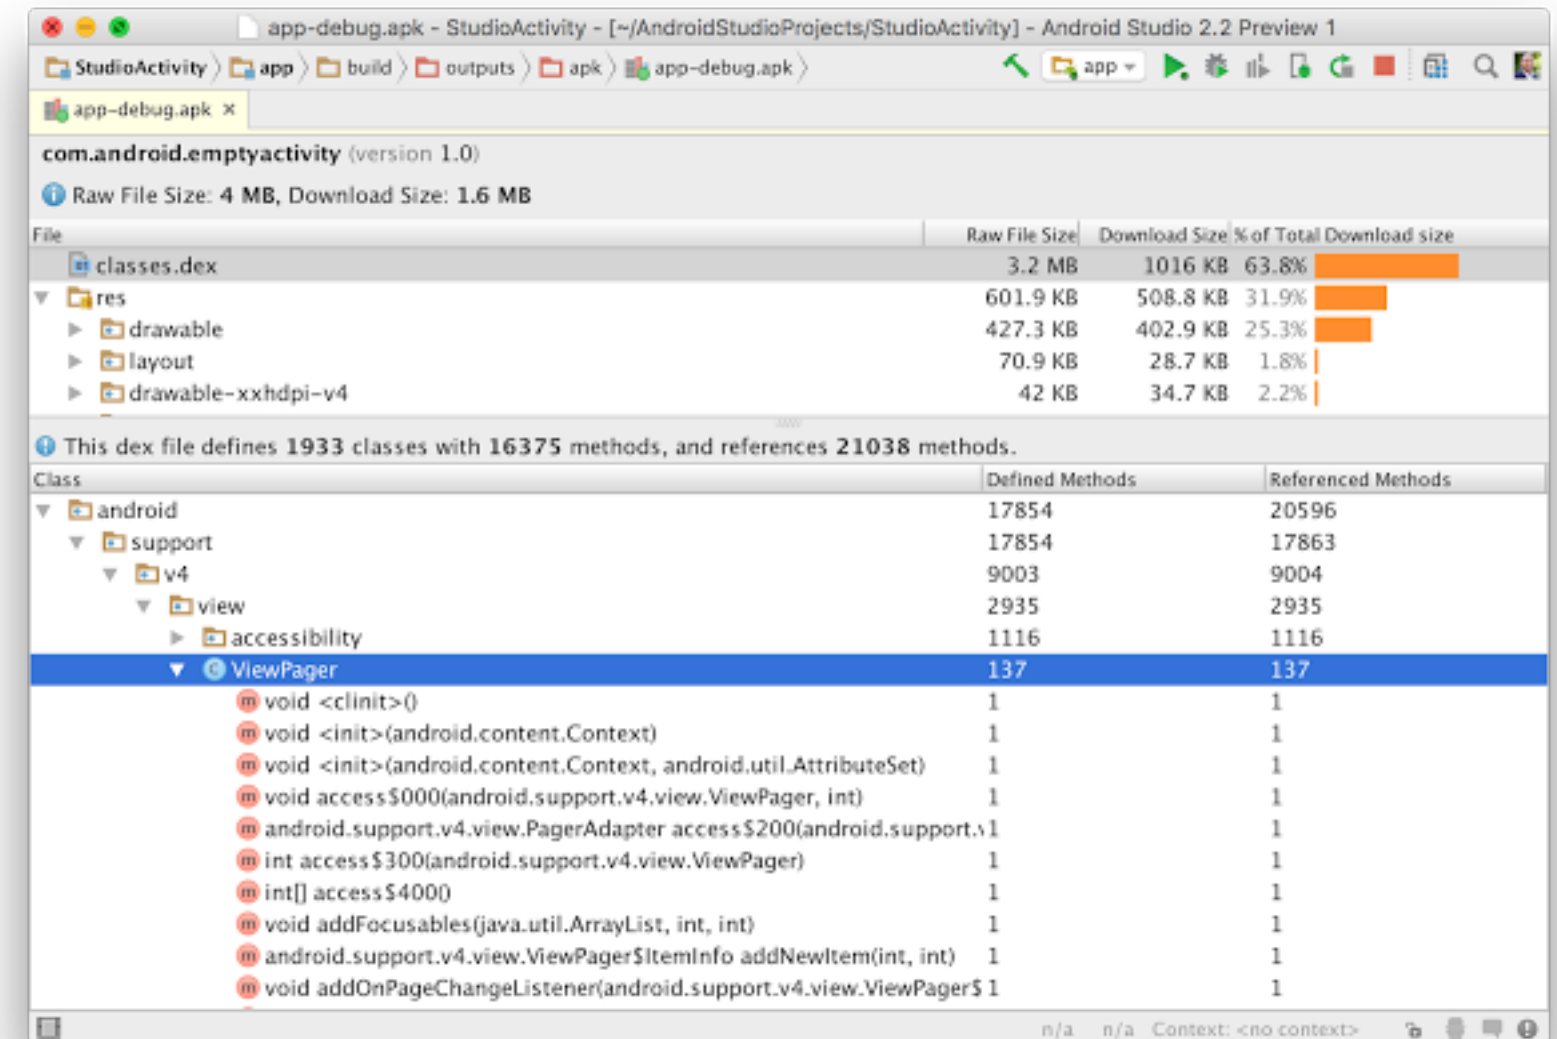 app-debug.apk - StudioActivity - [~/AndroidStudioProjects/StudioActivity] - Android Studio 2.2 Preview 1
StudioActivity app build outputs apk app-debug.apk app
app-debug.apk ×
com.android.emptyactivity (version 1.0)
Raw File Size: 4 MB, Download Size: 1.6 MB
File Raw File Size Download Size % of Total Download size
classes.dex 3.2 MB 1016 KB 63.8%
res 601.9 KB 508.8 KB 31.9%
drawable 427.3 KB 402.9 KB 25.3%
layout 70.9 KB 28.7 KB 1.8%
drawable-xxhdpi-v4 42 KB 34.7 KB 2.2%
This dex file defines 1933 classes with 16375 methods, and references 21038 methods.
Class Defined Methods Referenced Methods
android 17854 20596
support 17854 17863
v4 9003 9004
view 2935 2935
accessibility 1116 1116
C ViewPager 137 137
m void <clinit>() 1 1
m void <init>(android.content.Context) 1 1
m void <init>(android.content.Context, android.util.AttributeSet) 1 1
m void access$000(android.support.v4.view.ViewPager, int) 1 1
m android.support.v4.view.PagerAdapter access$200(android.support.v 1 1
m int access$300(android.support.v4.view.ViewPager) 1 1
m int[] access$400() 1 1
m void addFocusables(java.util.ArrayList, int, int) 1 1
m android.support.v4.view.ViewPager$ItemInfo addNewItem(int, int) 1 1
m void addOnPageChangeListener(android.support.v4.view.ViewPager$ 1 1
n/a n/a Context: <no context>